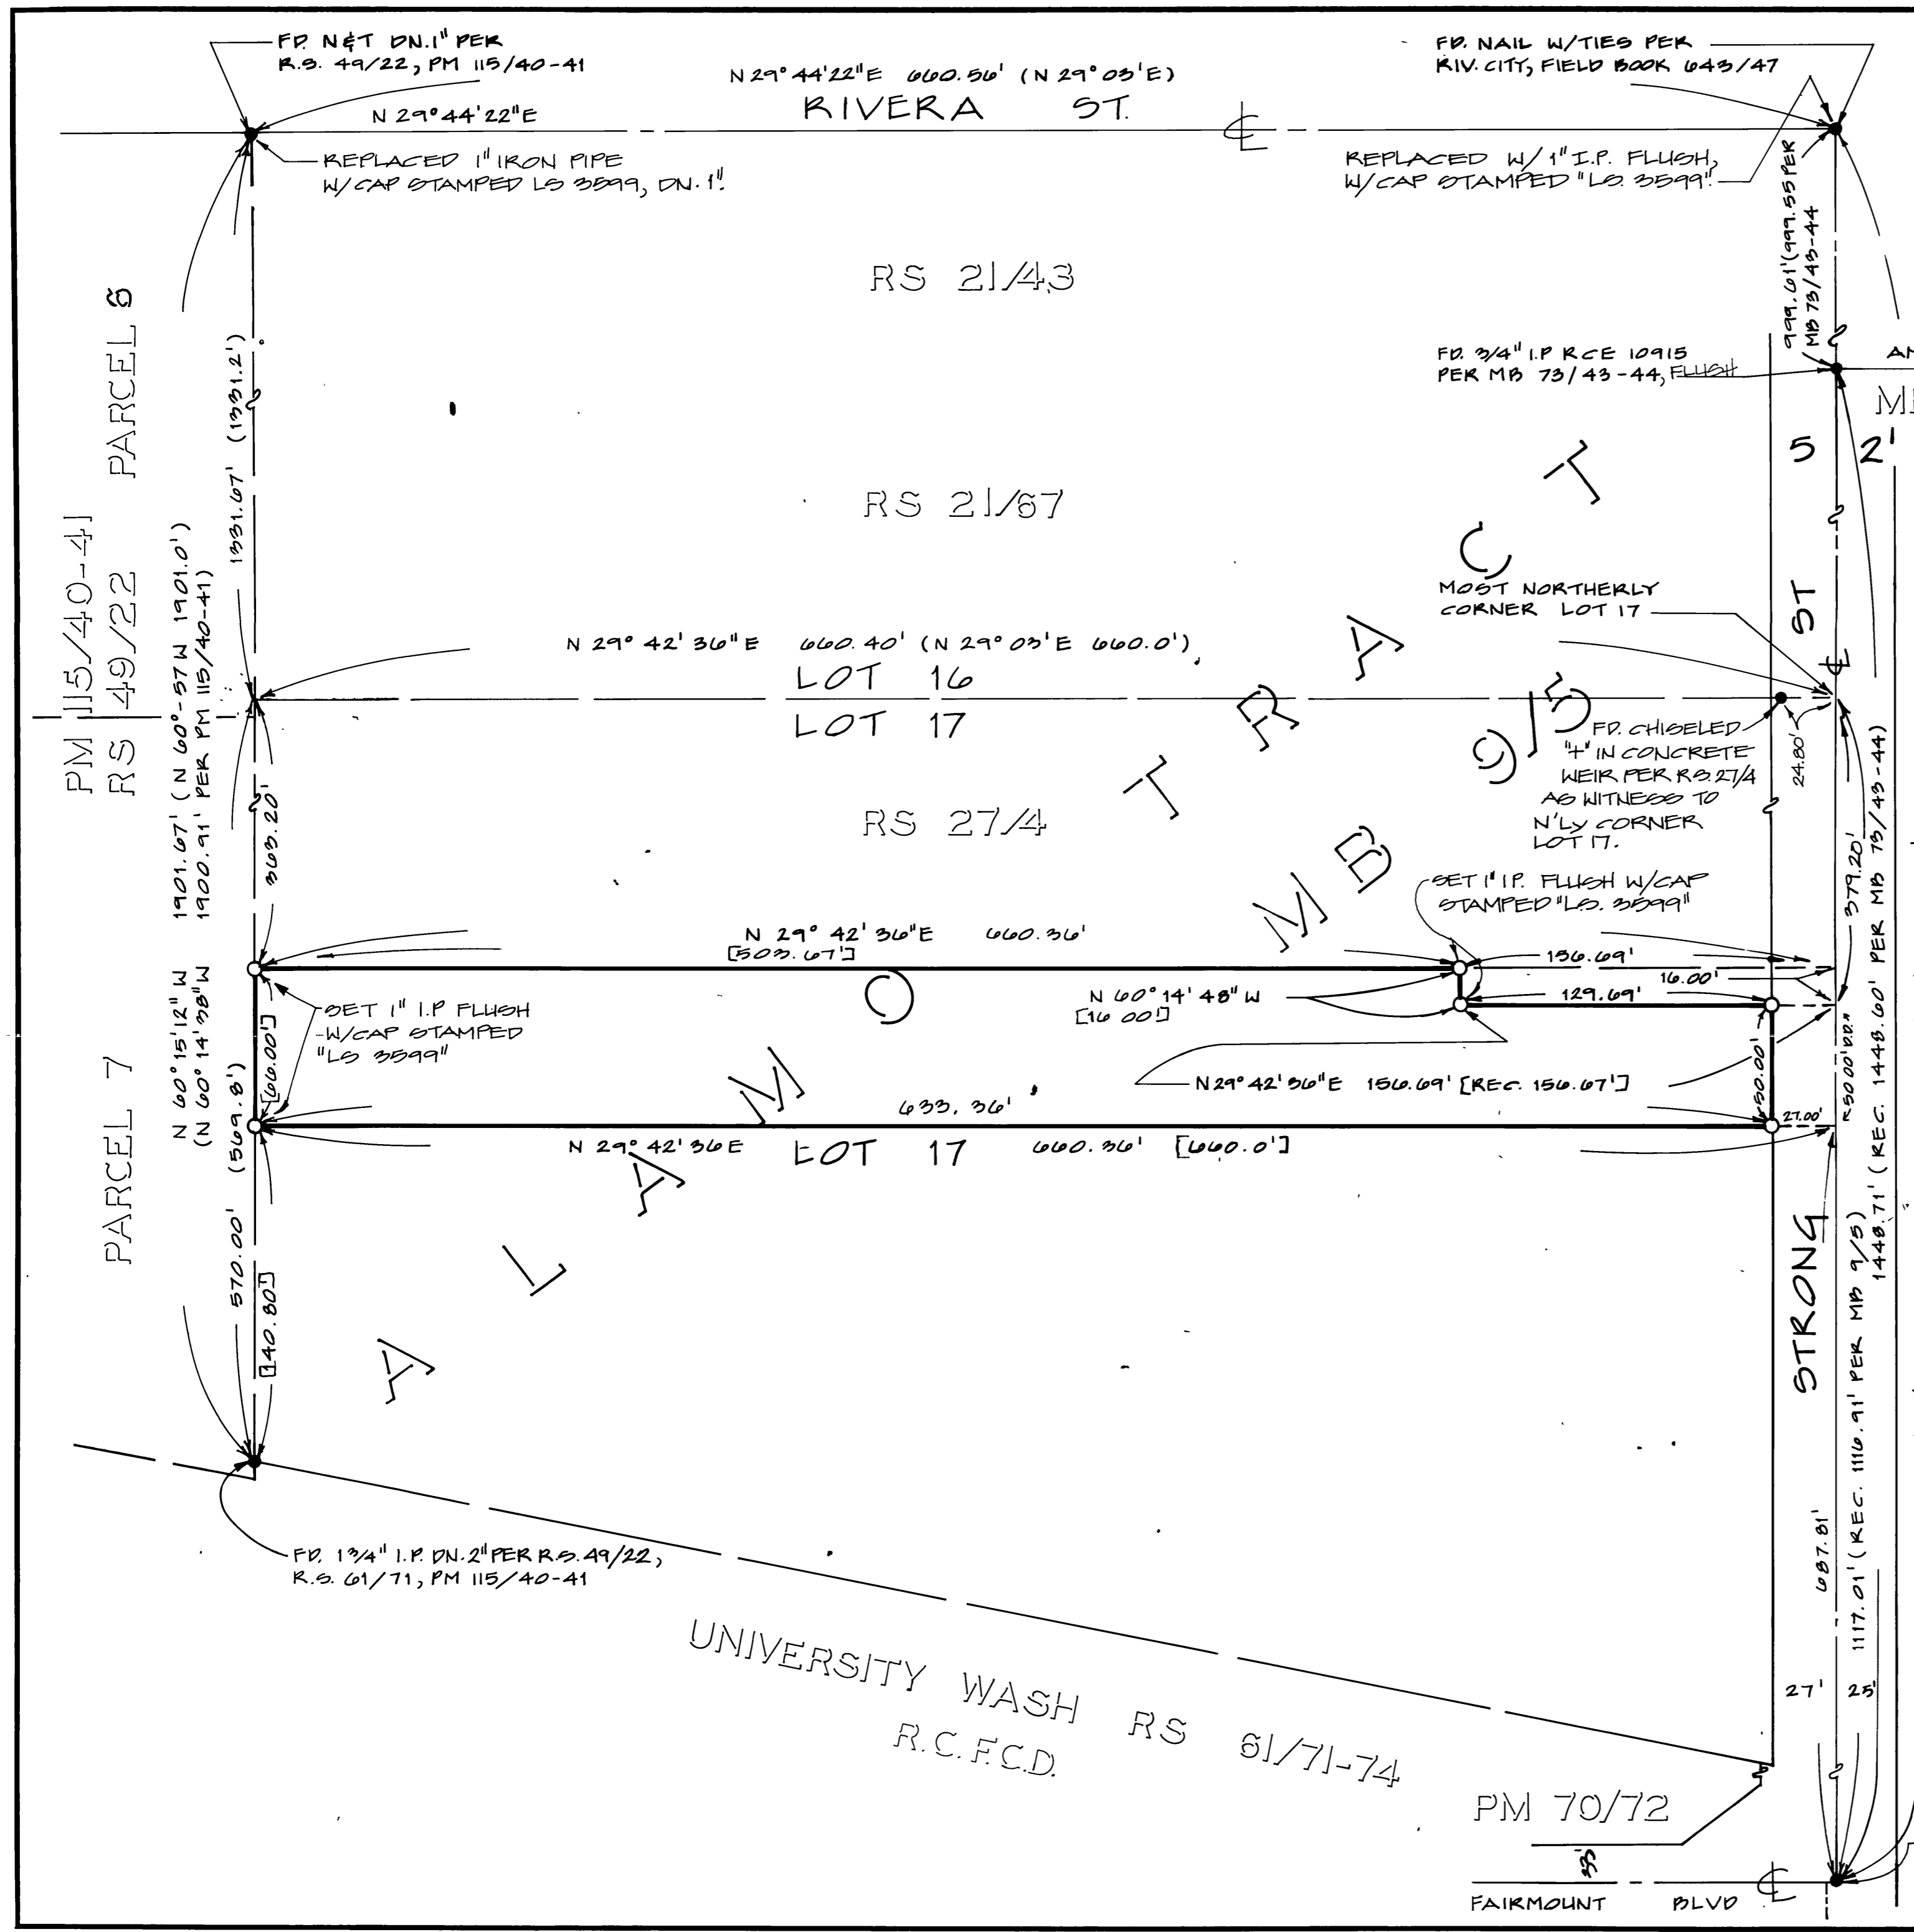 FD. N&T DN. 1" PER
R.S. 49/22, PM 115/40-41
N 29° 44' 22" E 660.56' (N 29° 03' E)
RIVERA ST.
N 29° 44' 22" E
FD. NAIL W/TIES PER
RIV. CITY, FIELD BOOK 643/47
REPLACED 1" IRON PIPE
W/CAP STAMPED LS 3599, DN. 1"
REPLACED W/ 1" I.P. FLUSH,
W/CAP STAMPED "LS. 3599"
999.61' (999.55 PER
MB 73/43-44
RS 21/43
FD. 3/4" I.P RCE 10915
PER MB 73/43-44, FLUSH
PARCEL 8
1331.67' (1331.2')
52'
RS 21/67
PM 115/40-41
RS 49/22
1901.67' (N 60°-57 W 1901.0')
1900.91' PER PM 115/40-41)
MOST NORTHERLY
CORNER LOT 17
ST
N 29° 42' 36" E 660.40' (N 29° 03' E 660.0')
LOT 16
LOT 17
RS 27/4
FD. CHISELED
"+" IN CONCRETE
WEIR PER R.S. 27/4
AS WITNESS TO
N'LY CORNER
LOT 17.
24.80'
363.20'
ALAMO TRACT
MB 9/5
SET 1" I.P. FLUSH W/CAP
STAMPED "LS. 3599"
379.20'
N 29° 42' 36" E 660.36'
[503.67']
156.69'
16.00'
129.69'
N 60° 14' 48" W
[16 00']
N 60° 15' 12" W
(N 60° 14' 38" W
SET 1" I.P FLUSH
W/CAP STAMPED
"LS 3599"
[66.00']
N 29° 42' 36" E 156.69' [REC. 156.67']
50.00'
633.36'
27.00'
N 29° 42' 36 E LOT 17 660.36' [660.0']
PARCEL 7
570.00' (569.8')
[140.80']
STRONG
1448.71' (REC. 1448.60' PER MB 73/43-44)
1117.01' (REC. 1116.91' PER MB 9/5)
687.81'
FD. 1 3/4" I.P. DN. 2" PER R.S. 49/22,
R.S. 61/71, PM 115/40-41
UNIVERSITY WASH RS 61/71-74
R.C.F.C.D.
27' 25'
PM 70/72
33'
FAIRMOUNT BLVD